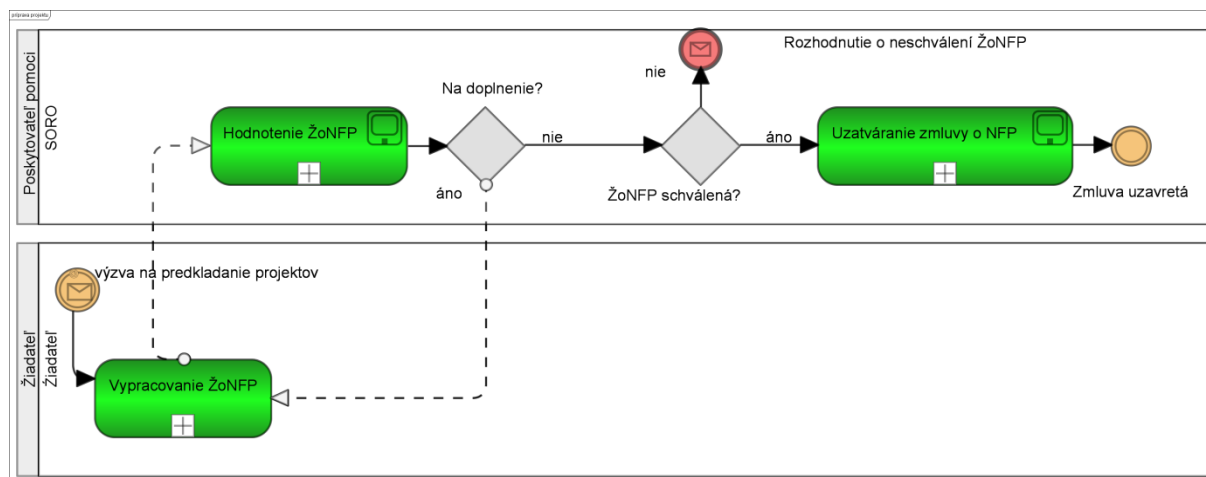 príprava projektu
Poskytovateľ pomoci
SORO
Hodnotenie ŽoNFP
Na doplnenie?
áno
nie
nie
Rozhodnutie o neschválení ŽoNFP
ŽoNFP schválená?
áno
Uzatváranie zmluvy o NFP
Zmluva uzavretá
Žiadateľ
Žiadateľ
výzva na predkladanie projektov
Vypracovanie ŽoNFP